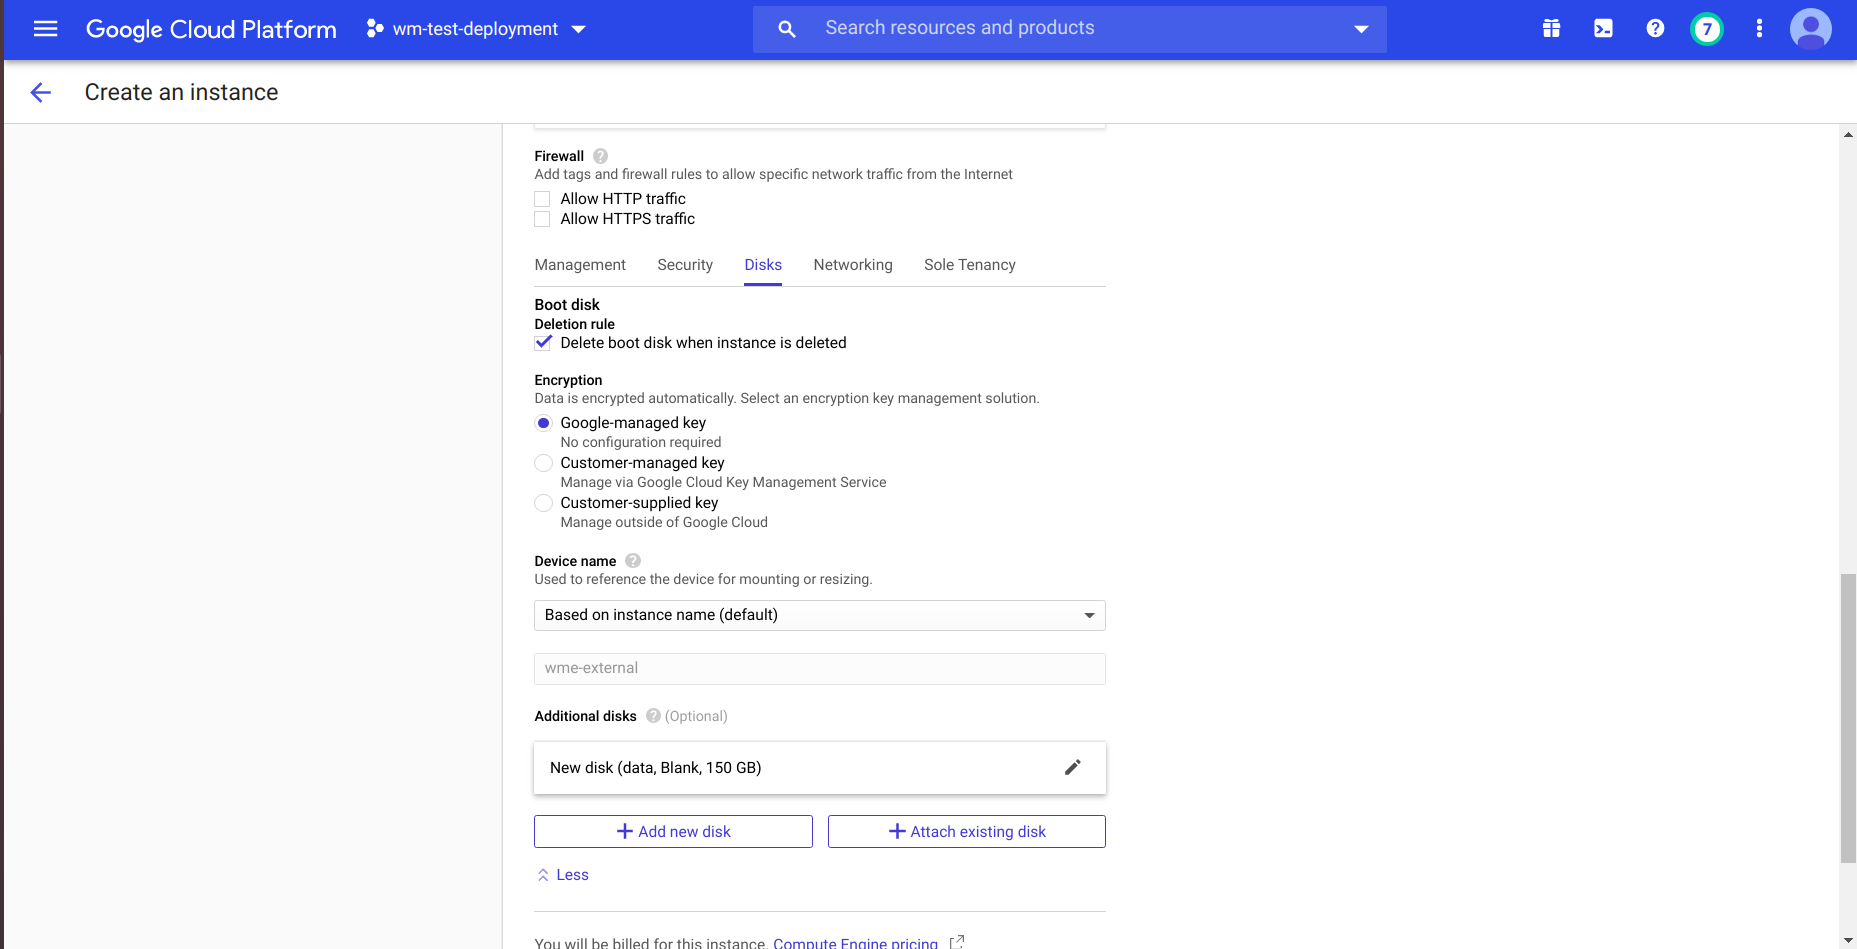 Google Cloud Platform
wm-test-deployment
Search resources and products
?
7
Create an instance
Firewall ?
Add tags and firewall rules to allow specific network traffic from the Internet
Allow HTTP traffic
Allow HTTPS traffic
Management Security Disks Networking Sole Tenancy
Boot disk
Deletion rule
Delete boot disk when instance is deleted
Encryption
Data is encrypted automatically. Select an encryption key management solution.
Google-managed key
No configuration required
Customer-managed key
Manage via Google Cloud Key Management Service
Customer-supplied key
Manage outside of Google Cloud
Device name ?
Used to reference the device for mounting or resizing.
Based on instance name (default)
wme-external
Additional disks ? (Optional)
New disk (data, Blank, 150 GB)
+ Add new disk
+ Attach existing disk
Less
You will be billed for this instance. Compute Engine pricing